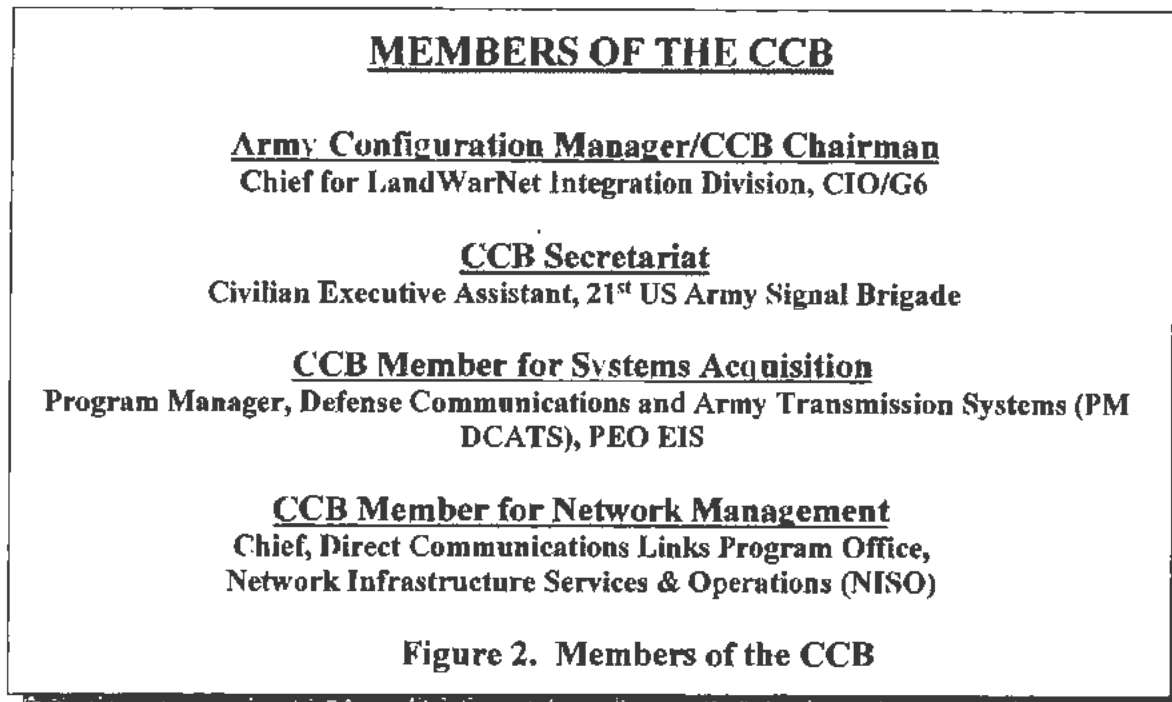 MEMBERS OF THE CCB
Army Configuration Manager/CCB Chairman
Chief for LandWarNet Integration Division, CIO/G6
CCB Secretariat
Civilian Executive Assistant, 21st US Army Signal Brigade
CCB Member for Systems Acquisition
Program Manager, Defense Communications and Army Transmission Systems (PM
DCATS), PEO EIS
CCB Member for Network Management
Chief, Direct Communications Links Program Office,
Network Infrastructure Services & Operations (NISO)
Figure 2. Members of the CCB